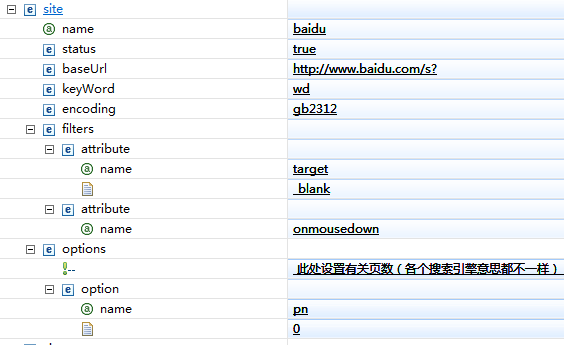 site
name baidu
status true
baseUrl http://www.baidu.com/s?
keyWord wd
encoding gb2312
filters
attribute
name target
_blank
attribute
name onmousedown
options
!-- 此处设置有关页数（各个搜索引擎意思都不一样）
option
name pn
0